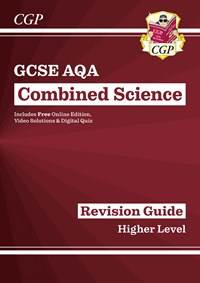 CGP
GCSE AQA
Combined Science
Includes Free Online Edition,
Video Solutions & Digital Quiz
CGP
Revision Guide
Higher Level